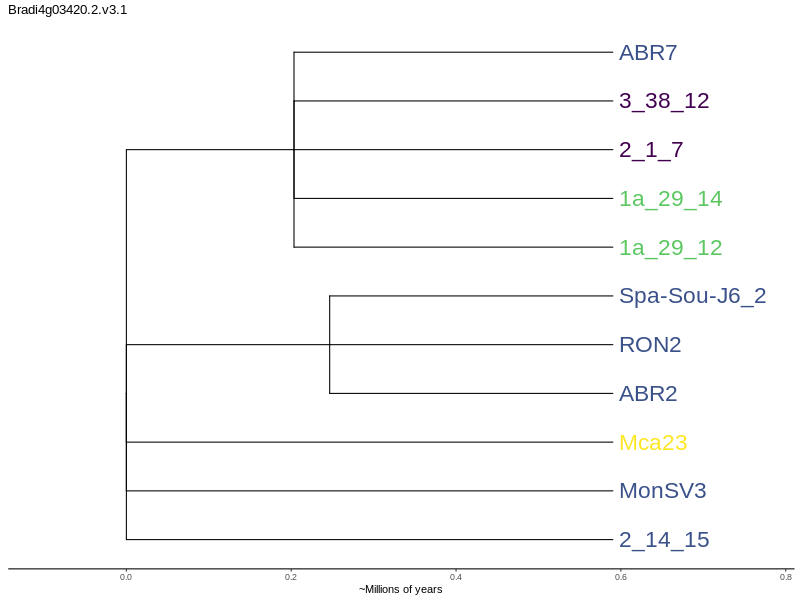 Bradi4g03420.2.v3.1
ABR7
3_38_12
2_1_7
1a_29_14
1a_29_12
Spa-Sou-J6_2
RON2
ABR2
Mca23
MonSV3
2_14_15
0.0 0.2 0.4 0.6 0.8
~Millions of years